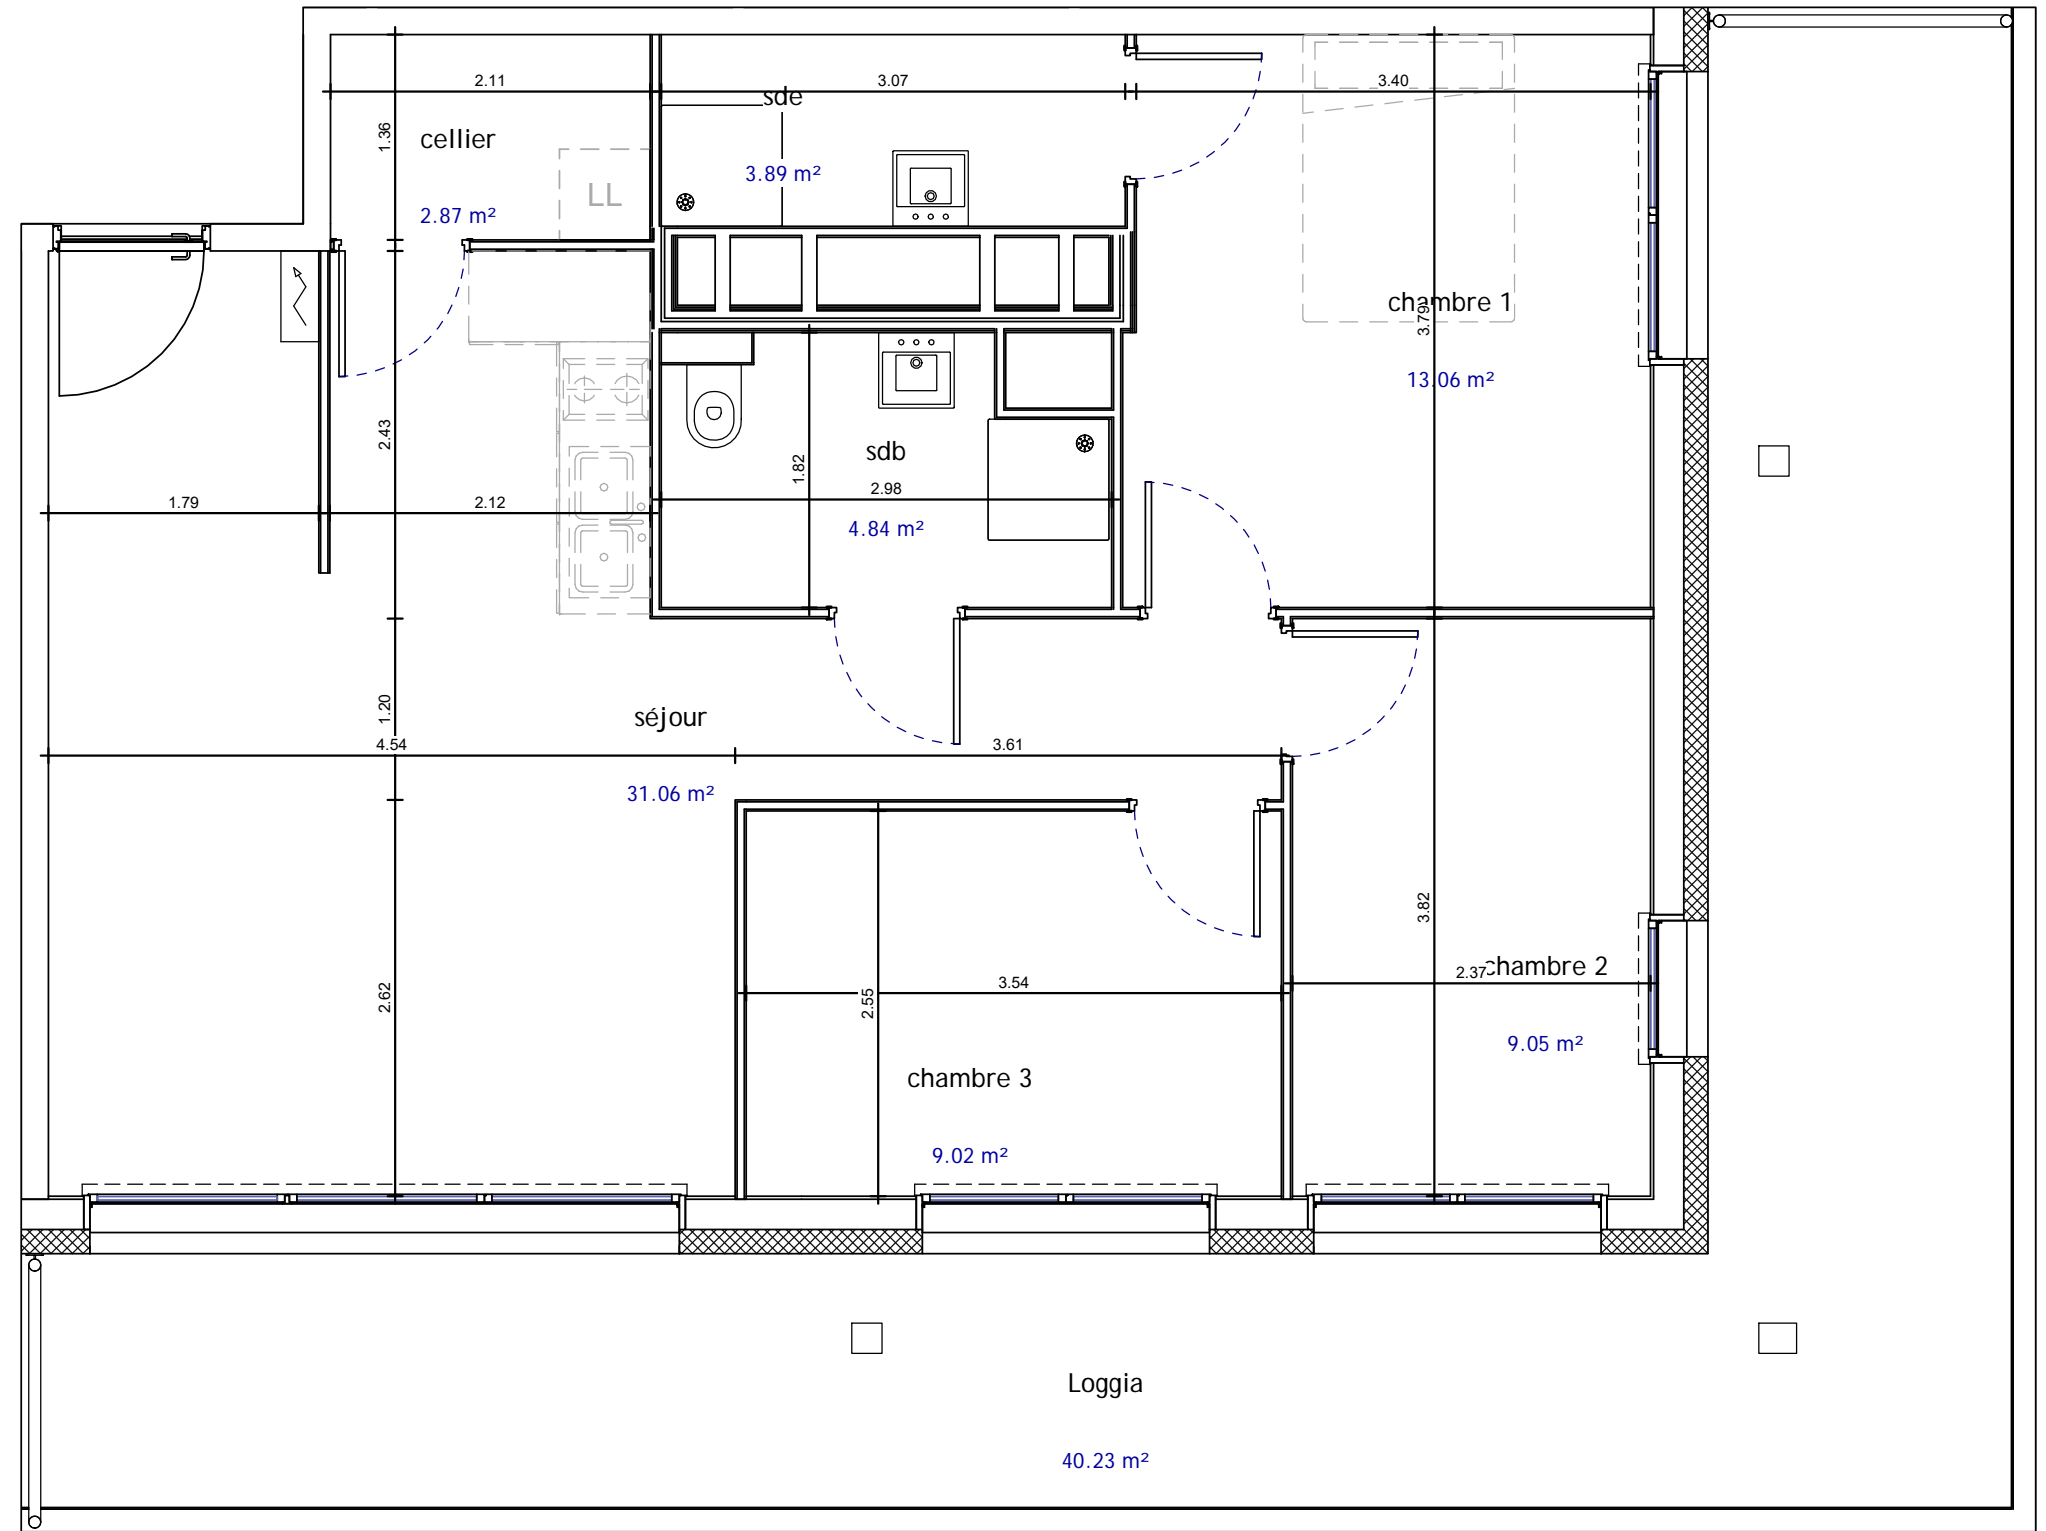 2.11
3.07
3.40
sde
cellier
1.36
3.89 m²
LL
2.87 m²
chambre 1
3.79
13.06 m²
2.43
sdb
1.82
2.98
1.79
2.12
4.84 m²
séjour
1.20
4.54
3.61
31.06 m²
3.82
chambre 2
2.37
3.54
2.55
2.62
9.05 m²
chambre 3
9.02 m²
Loggia
40.23 m²